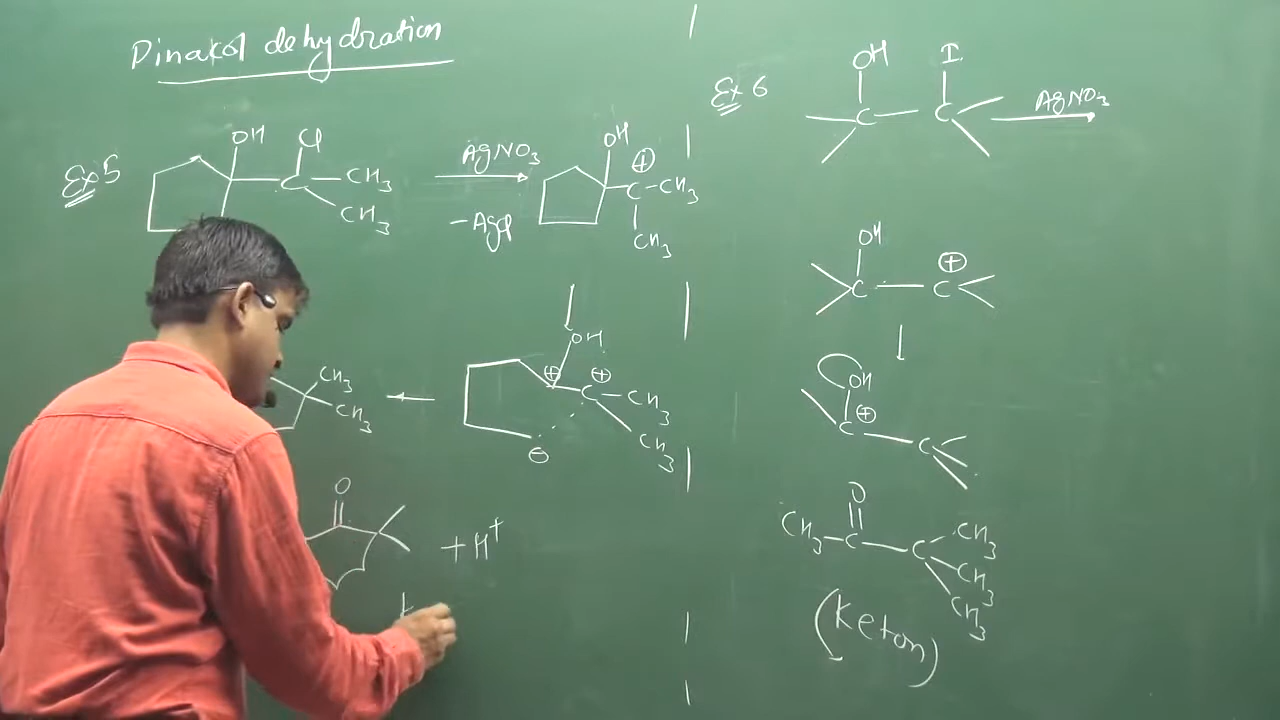 Pinakol dehydration
Ex 5
OH
Cl
C
CH3
CH3
AgNO3
-AgCl
OH
⊕
C-CH3
CH3
OH
⊕
⊕
C
CH3
CH3
⊖
CH3
CH3
O
+H+
k
Ex 6
OH
I
C
C
AgNO3
OH
⊕
C
C
OH
⊕
C
C
O
CH3
C
C
CH3
CH3
CH3
(Keton)